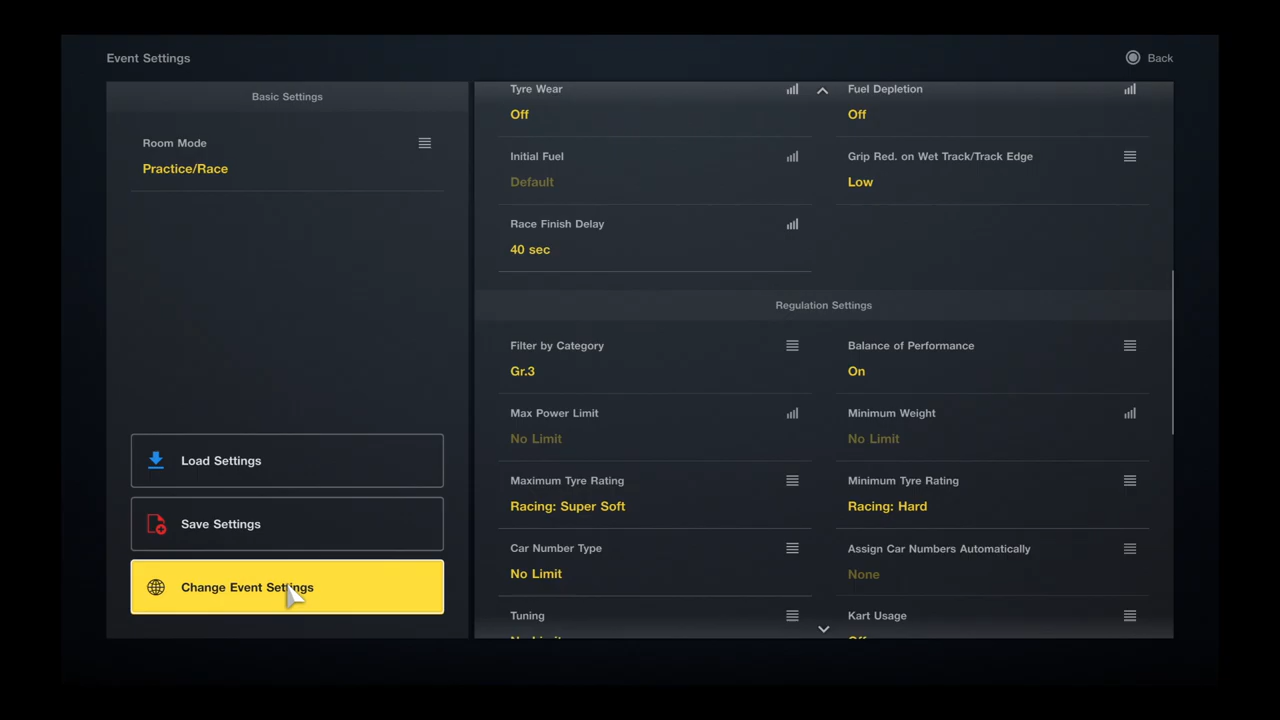 Event Settings
Back
Basic Settings
Room Mode
Practice/Race
Load Settings
Save Settings
Change Event Settings
Tyre Wear
Off
Fuel Depletion
Off
Initial Fuel
Default
Grip Red. on Wet Track/Track Edge
Low
Race Finish Delay
40 sec
Regulation Settings
Filter by Category
Gr.3
Balance of Performance
On
Max Power Limit
No Limit
Minimum Weight
No Limit
Maximum Tyre Rating
Racing: Super Soft
Minimum Tyre Rating
Racing: Hard
Car Number Type
No Limit
Assign Car Numbers Automatically
None
Tuning
No Limit
Kart Usage
Off